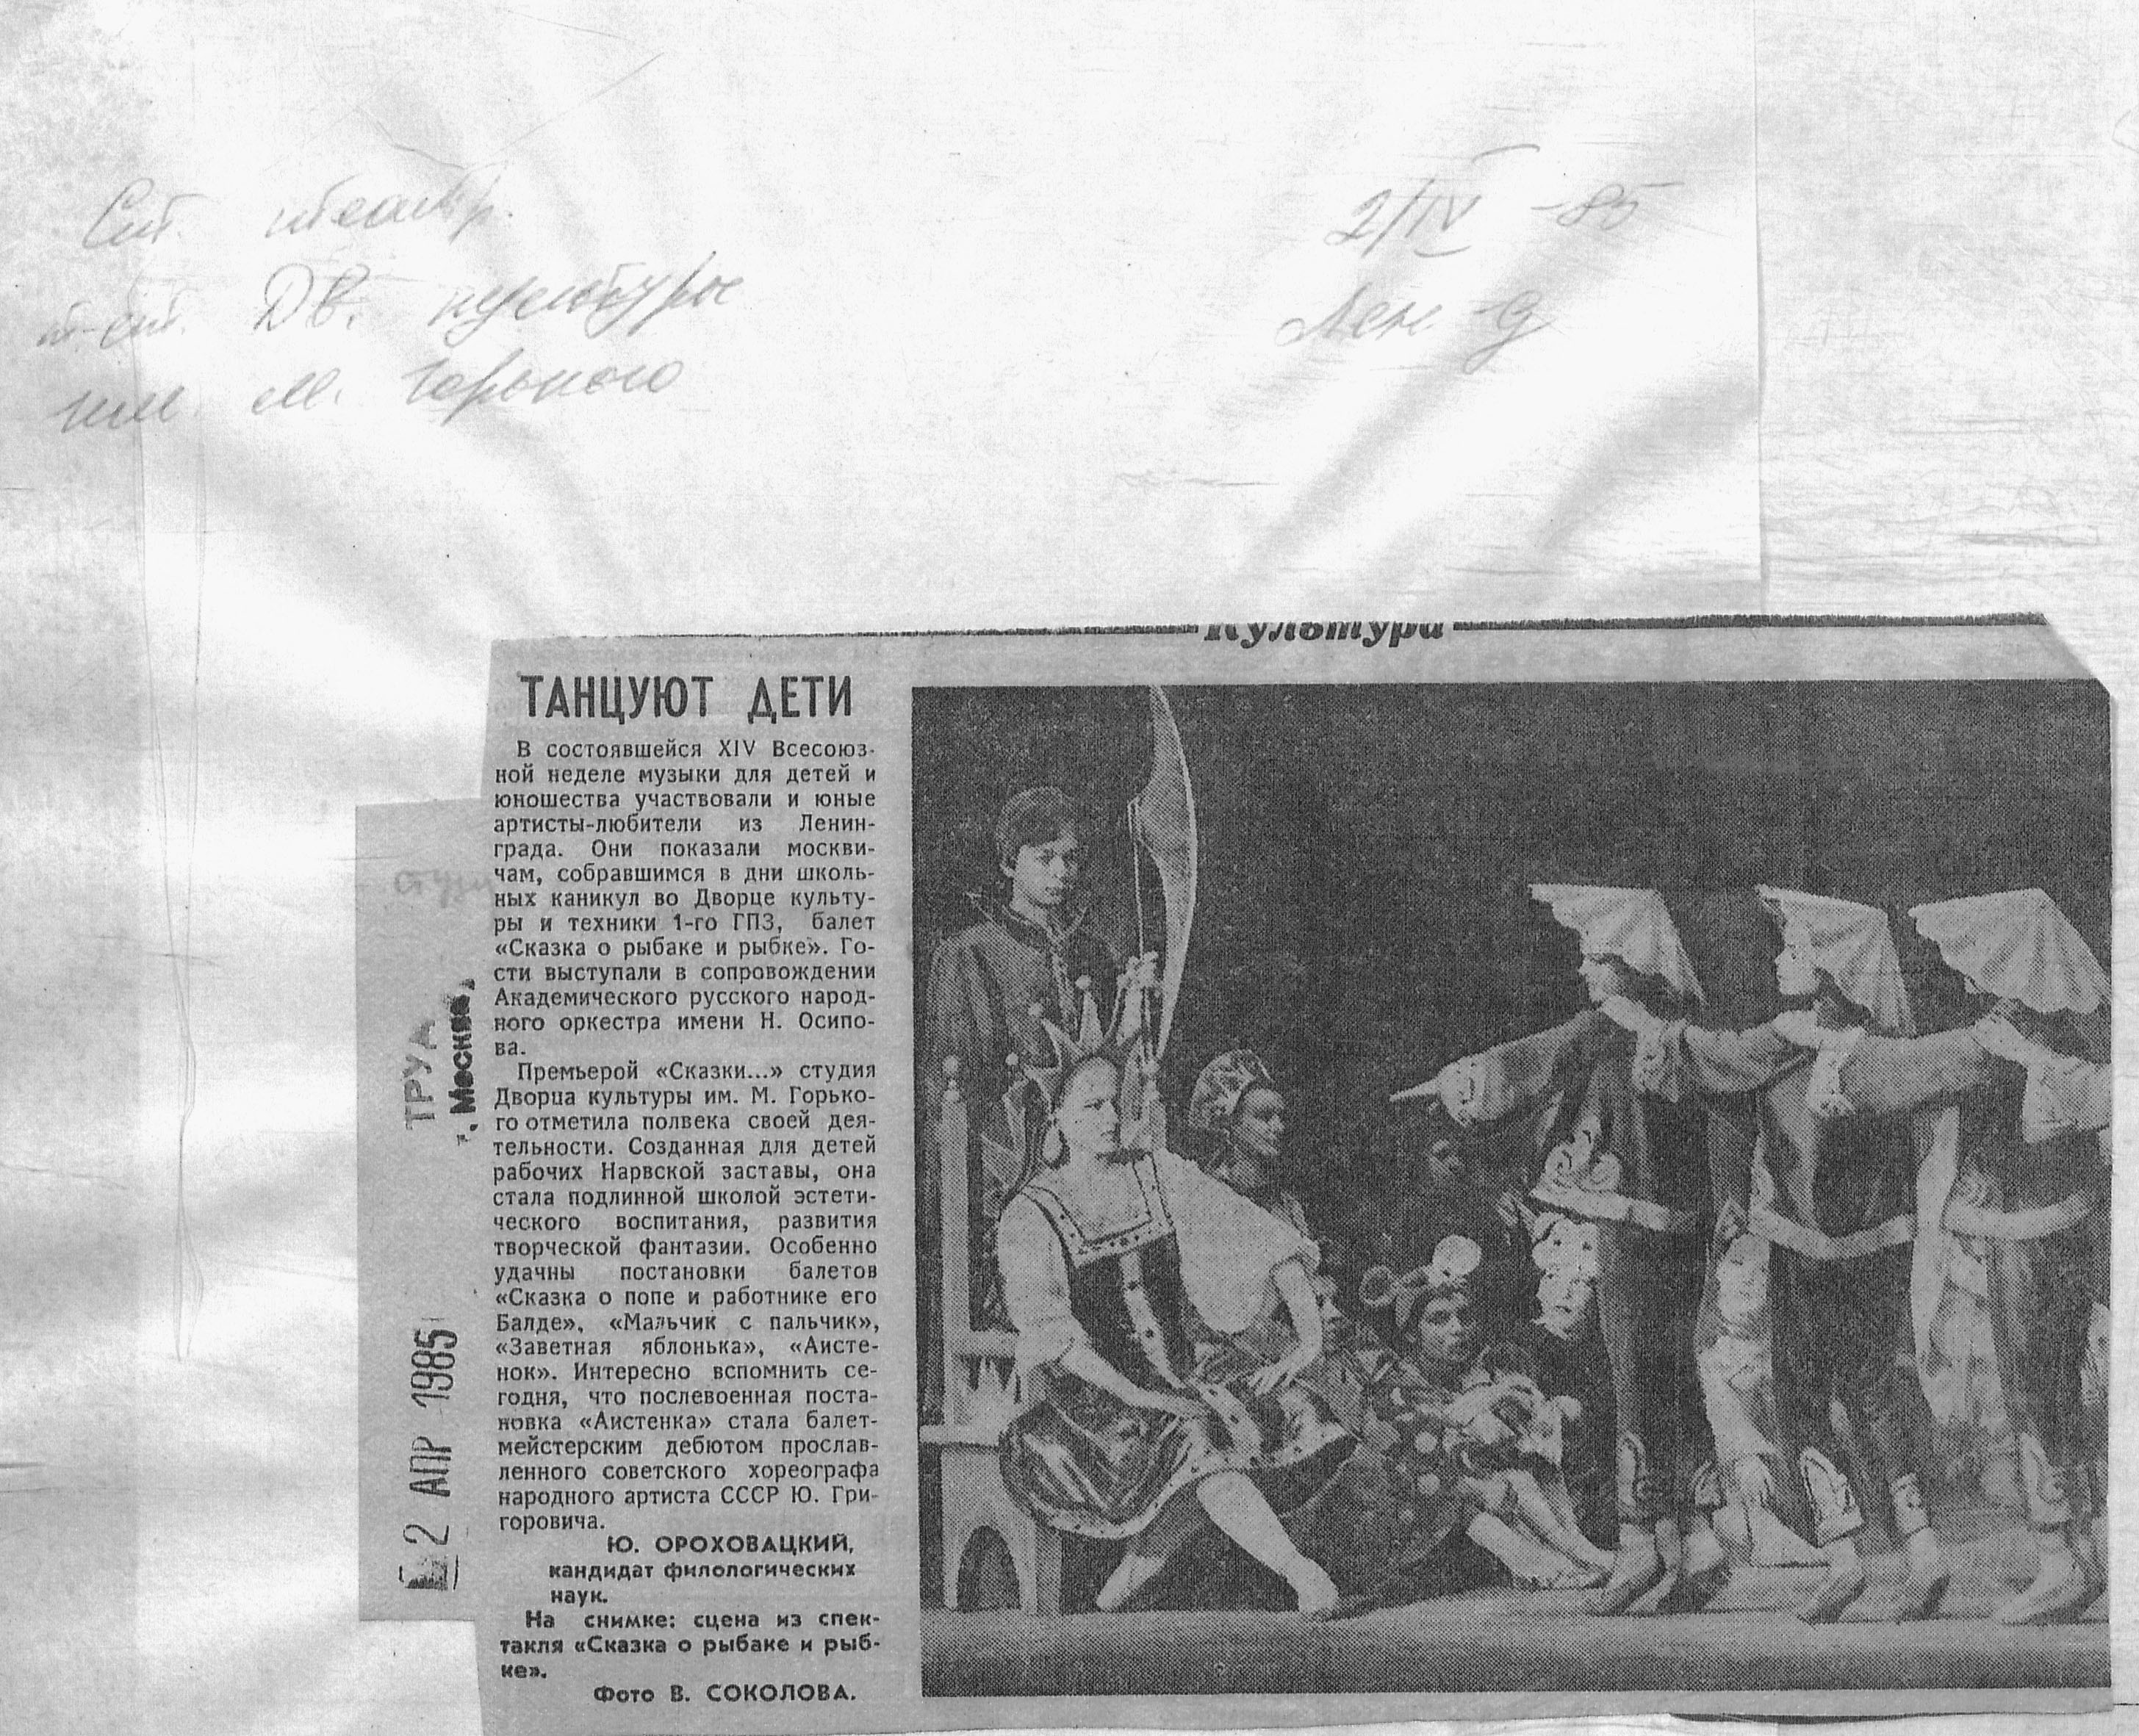 2/IV -85
Дв. культуры
им. М. Горького
Культура
ТАНЦУЮТ ДЕТИ
В состоявшейся XIV Всесоюз-
ной неделе музыки для детей и
юношества участвовали и юные
артисты-любители из Ленин-
града. Они показали москви-
чам, собравшимся в дни школь-
ных каникул во Дворце культу-
ры и техники 1-го ГПЗ, балет
«Сказка о рыбаке и рыбке». Го-
сти выступали в сопровождении
Академического русского народ-
ного оркестра имени Н. Осипо-
ва.
Премьерой «Сказки...» студия
Дворца культуры им. М. Горько-
го отметила полвека своей дея-
тельности. Созданная для детей
рабочих Нарвской заставы, она
стала подлинной школой эстети-
ческого воспитания, развития
творческой фантазии. Особенно
удачны постановки балетов
«Сказка о попе и работнике его
Балде», «Мальчик с пальчик»,
«Заветная яблонька», «Аисте-
нок». Интересно вспомнить се-
годня, что послевоенная поста-
новка «Аистенка» стала балет-
мейстерским дебютом прослав-
ленного советского хореографа
народного артиста СССР Ю. Гри-
горовича.
Ю. ОРОХОВАЦКИЙ,
кандидат филологических
наук.
На снимке: сцена из спек-
такля «Сказка о рыбаке и рыб-
ке».
Фото В. СОКОЛОВА.
ТРУД
г. Москва
2 АПР 1985